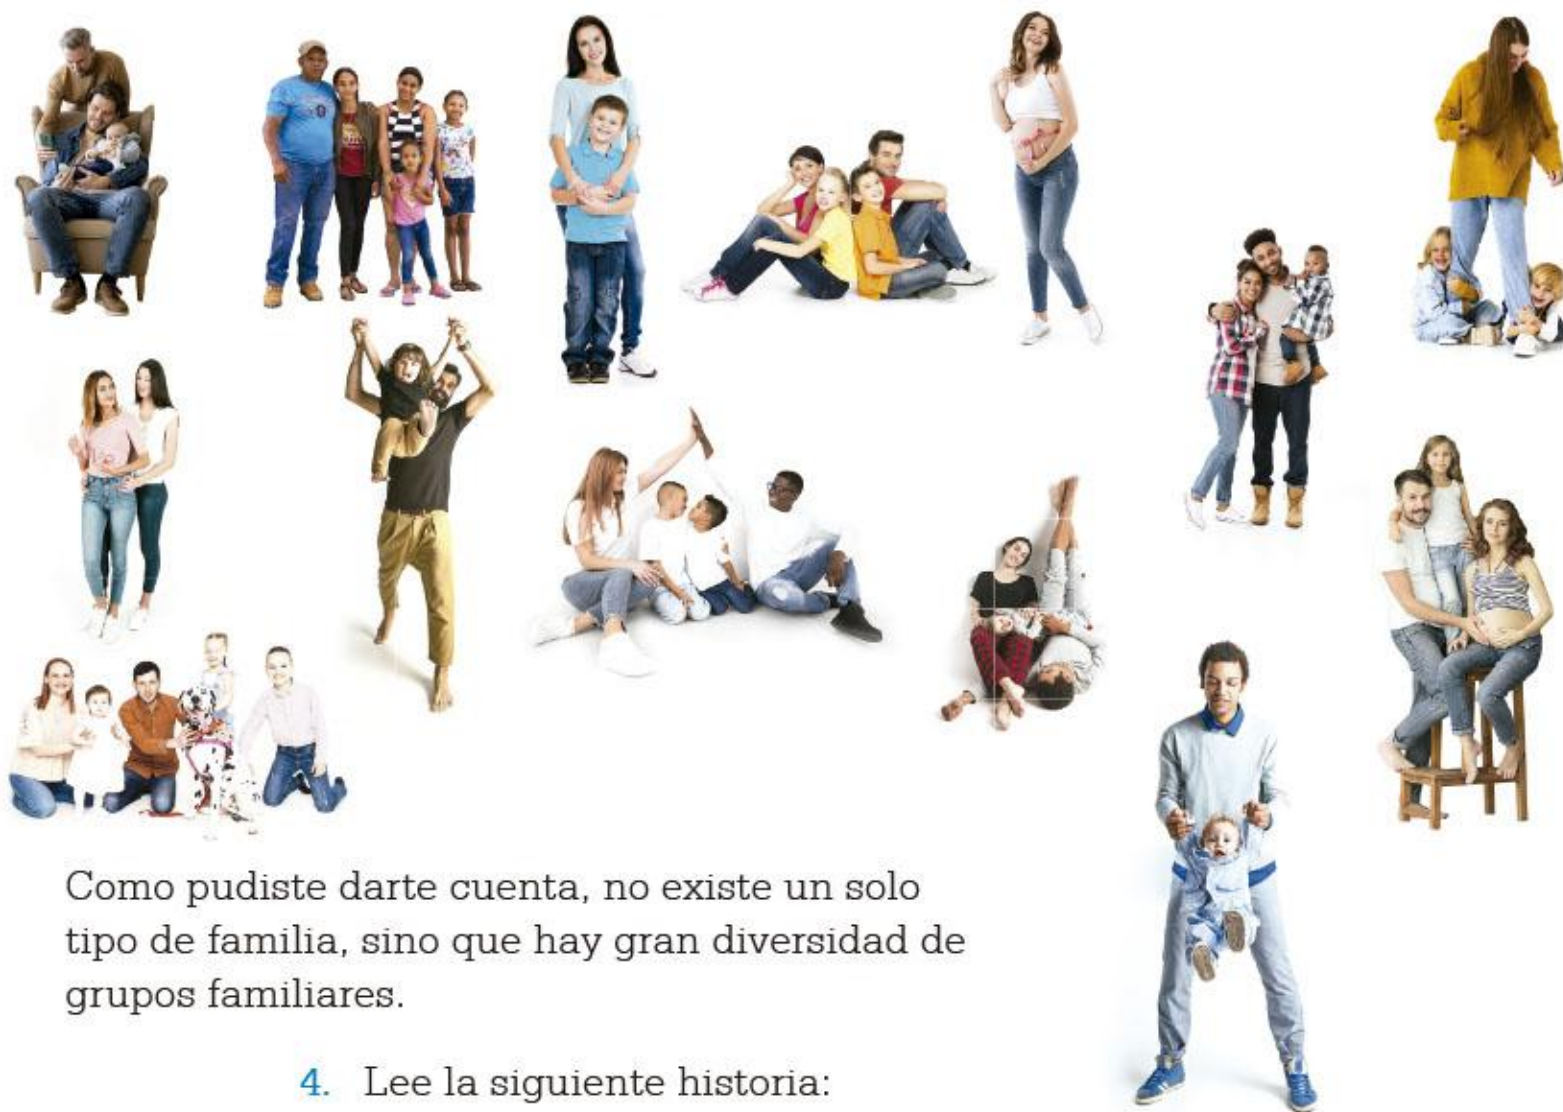 Como pudiste darte cuenta, no existe un solo
tipo de familia, sino que hay gran diversidad de
grupos familiares.
4. Lee la siguiente historia: